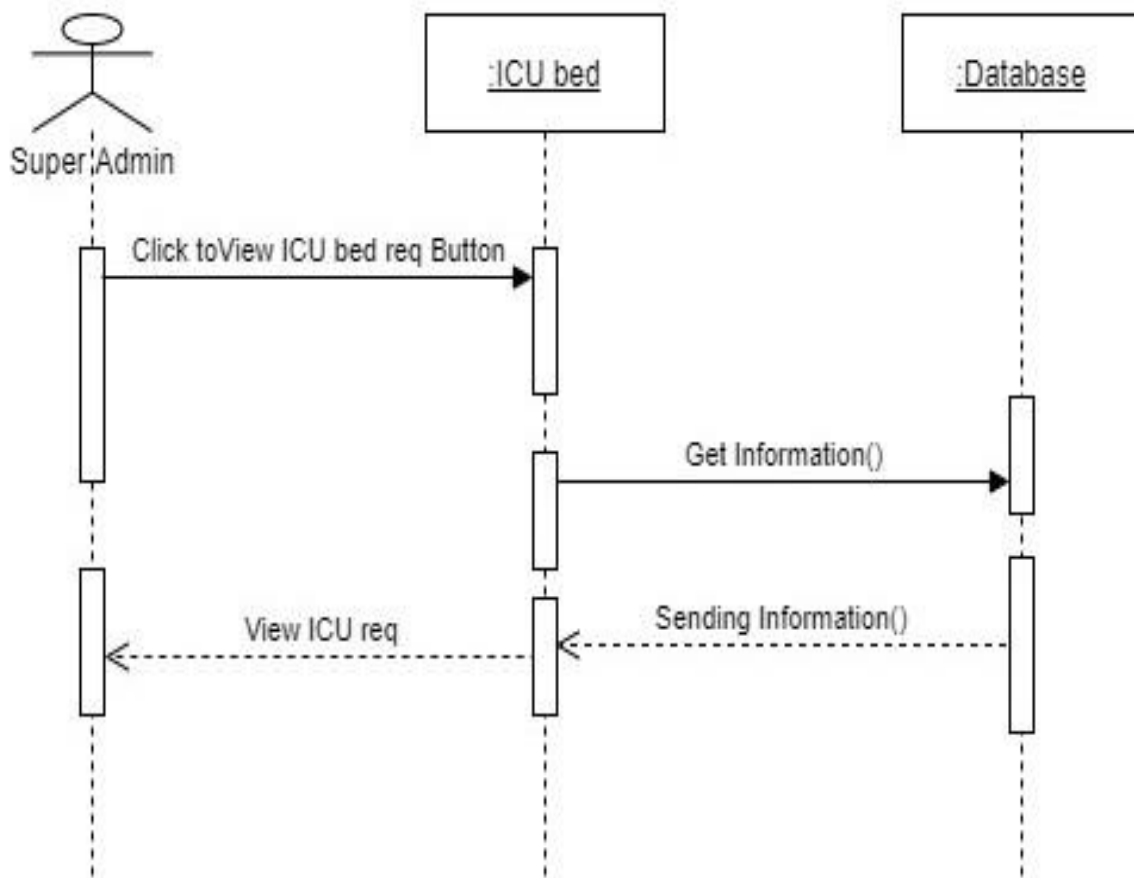 :ICU bed
:Database
Super Admin
Click toView ICU bed req Button
Get Information()
Sending Information()
View ICU req